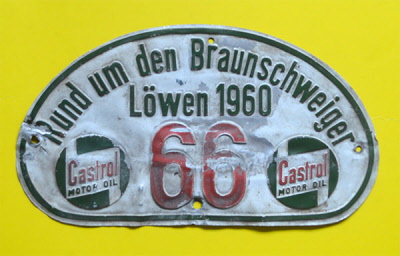 Rund um den Braunschweiger
Löwen 1960
66
Castrol
MOTOR OIL
Castrol
MOTOR OIL